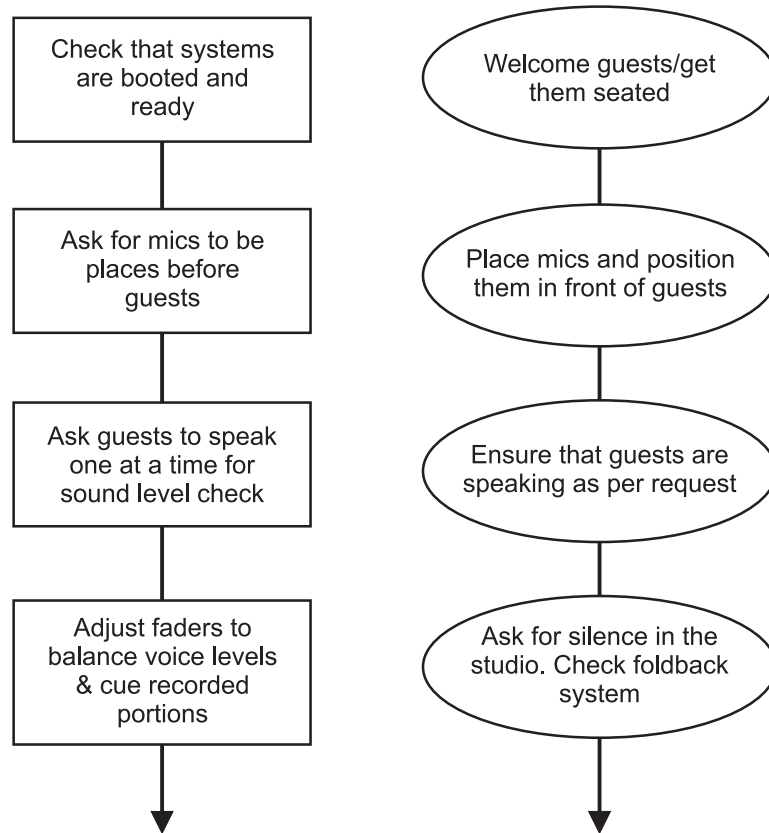 Check that systems
are booted and
ready
Ask for mics to be
places before
guests
Ask guests to speak
one at a time for
sound level check
Adjust faders to
balance voice levels
& cue recorded
portions
Welcome guests/get
them seated
Place mics and position
them in front of guests
Ensure that guests are
speaking as per request
Ask for silence in the
studio. Check foldback
system